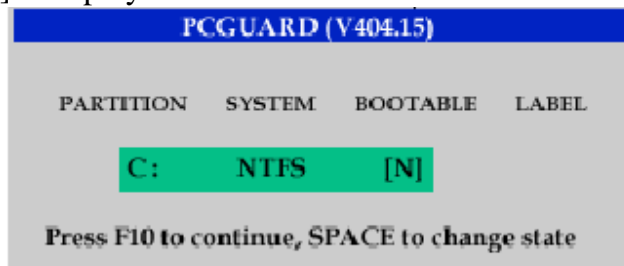 PCGUARD (V404.15)
PARTITION SYSTEM BOOTABLE LABEL
C: NTFS [N]
Press F10 to continue, SPACE to change state